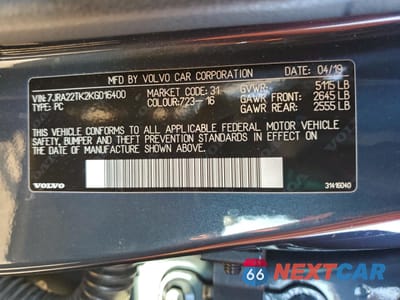 MFD BY VOLVO CAR CORPORATION DATE: 04/19
VIN: 7JRA22TK2KG016400 MARKET CODE: 31 GVWR: 5115 LB
TYPE: PC COLOUR: 723-16 GAWR FRONT: 2645 LB
GAWR REAR: 2555 LB
THIS VEHICLE CONFORMS TO ALL APPLICABLE FEDERAL MOTOR VEHICLE
SAFETY, BUMPER AND THEFT PREVENTION STANDARDS IN EFFECT ON
THE DATE OF MANUFACTURE SHOWN ABOVE.
VOLVO 31416040
66 NEXTCAR